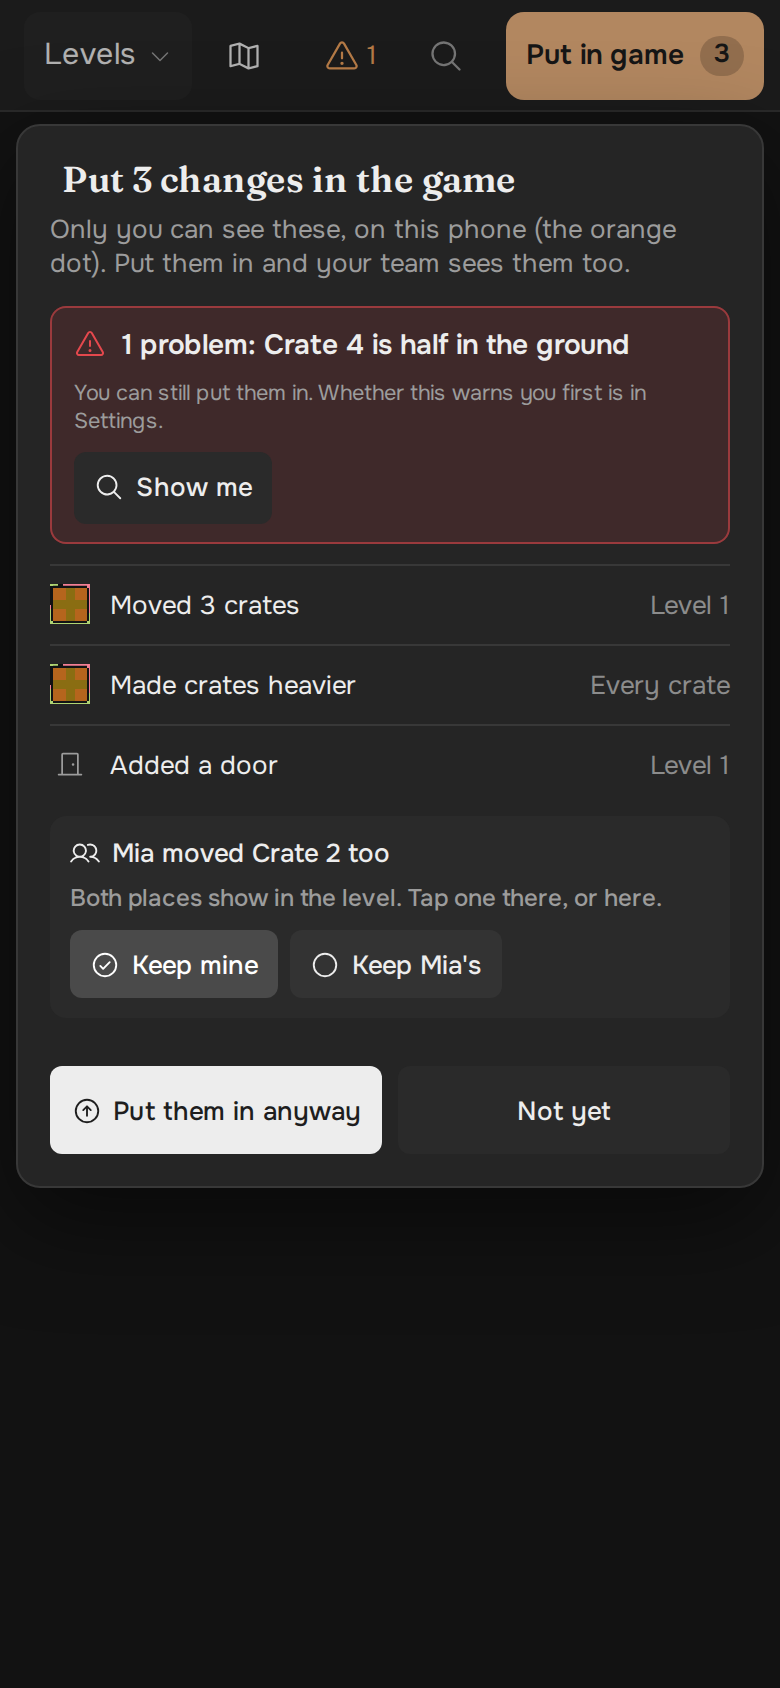 Levels
1
Put in game 3
Put 3 changes in the game
Only you can see these, on this phone (the orange
dot). Put them in and your team sees them too.
1 problem: Crate 4 is half in the ground
You can still put them in. Whether this warns you first is in
Settings.
Show me
Moved 3 crates Level 1
Made crates heavier Every crate
Added a door Level 1
Mia moved Crate 2 too
Both places show in the level. Tap one there, or here.
Keep mine Keep Mia's
Put them in anyway Not yet